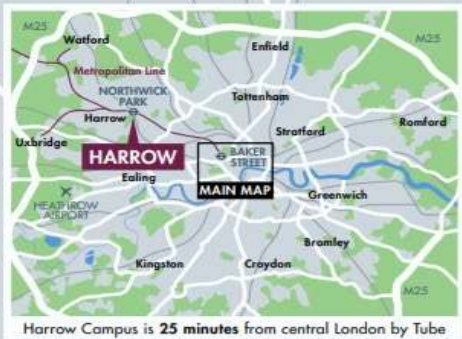 M25
M25
Watford
Enfield
Metropolitan Line
NORTHWICK
PARK
Tottenham
Harrow
Stratford
Romford
Uxbridge
HARROW
BAKER
STREET
Ealing
MAIN MAP
HEATHROW
AIRPORT
Greenwich
Bromley
Kingston
Croydon
M25
Harrow Campus is 25 minutes from central London by Tube